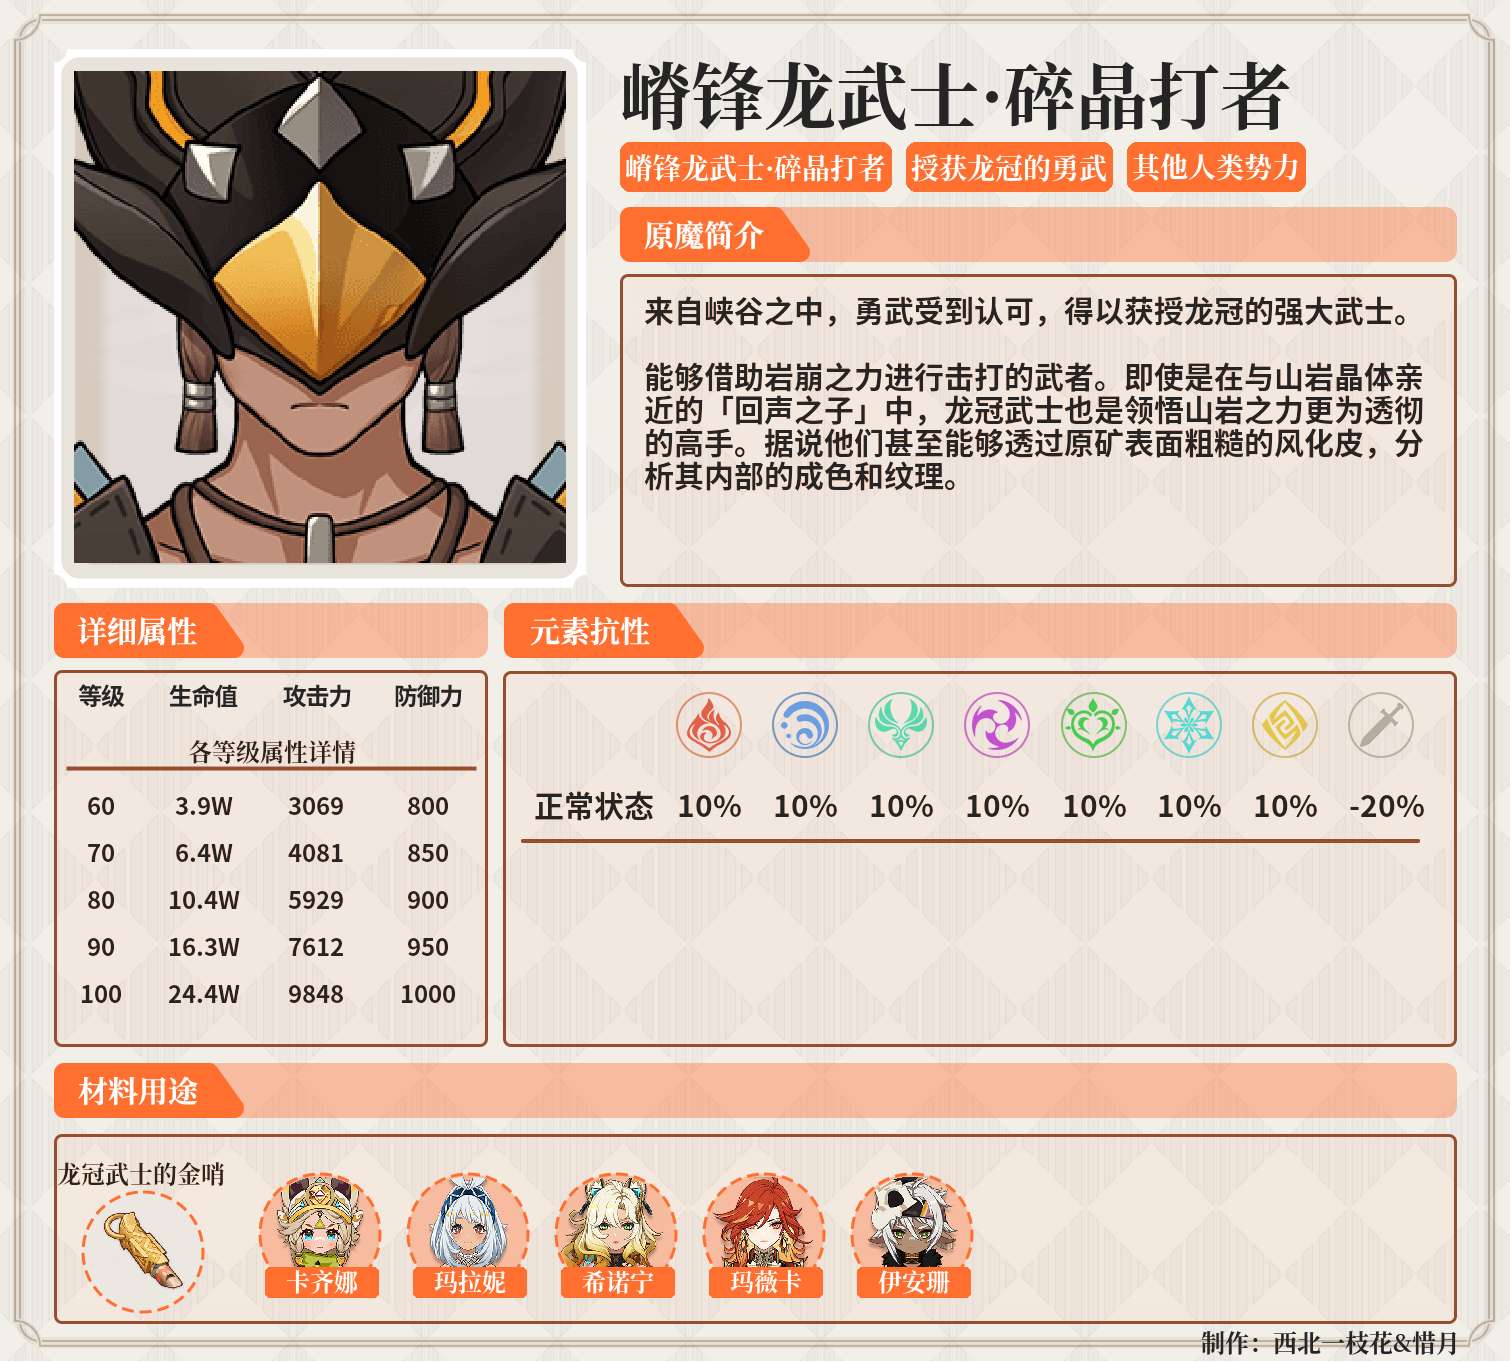 嵴锋龙武士·碎晶打者
嵴锋龙武士·碎晶打者 授获龙冠的勇武 其他人类势力
原魔简介
来自峡谷之中，勇武受到认可，得以获授龙冠的强大武士。
能够借助岩崩之力进行击打的武者。即使是在与山岩晶体亲
近的「回声之子」中，龙冠武士也是领悟山岩之力更为透彻
的高手。据说他们甚至能够透过原矿表面粗糙的风化皮，分
析其内部的成色和纹理。
详细属性
等级 生命值 攻击力 防御力
各等级属性详情
60 3.9W 3069 800
70 6.4W 4081 850
80 10.4W 5929 900
90 16.3W 7612 950
100 24.4W 9848 1000
元素抗性
正常状态 10% 10% 10% 10% 10% 10% 10% -20%
材料用途
龙冠武士的金哨
卡齐娜 玛拉妮 希诺宁 玛薇卡 伊安珊
制作：西北一枝花&惜月